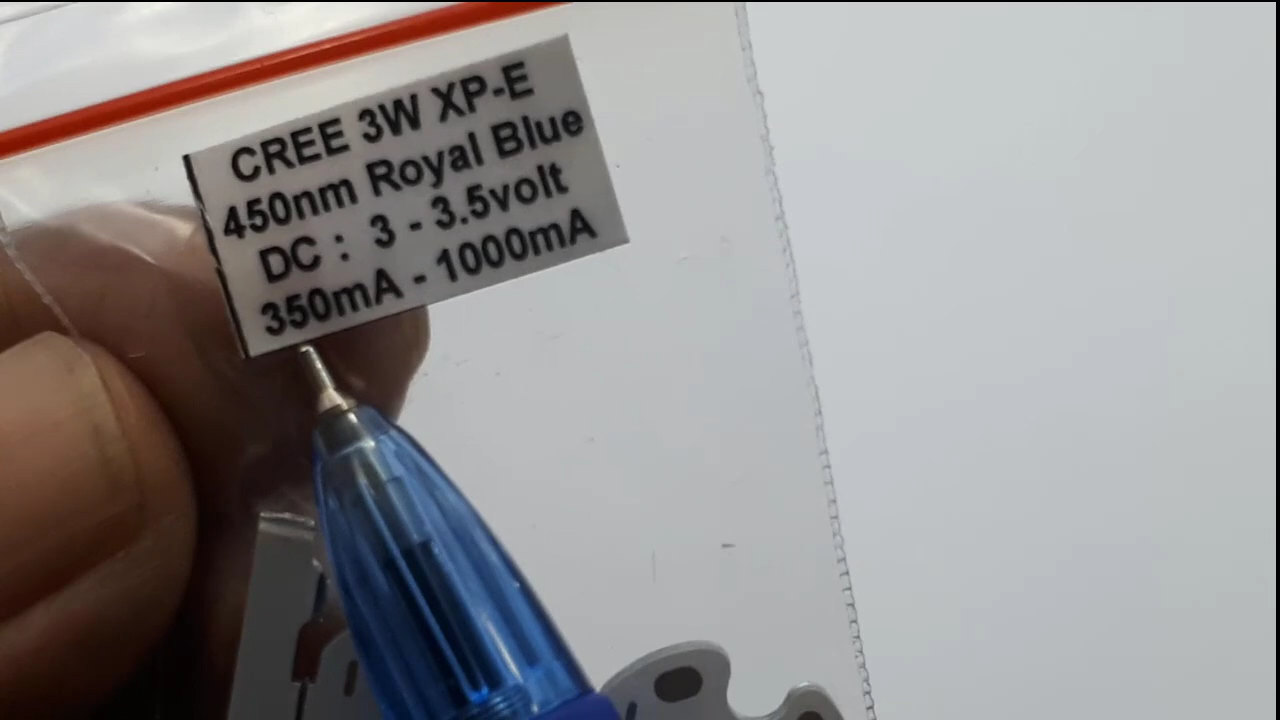 CREE 3W XP-E
450nm Royal Blue
DC : 3 - 3.5volt
350mA - 1000mA